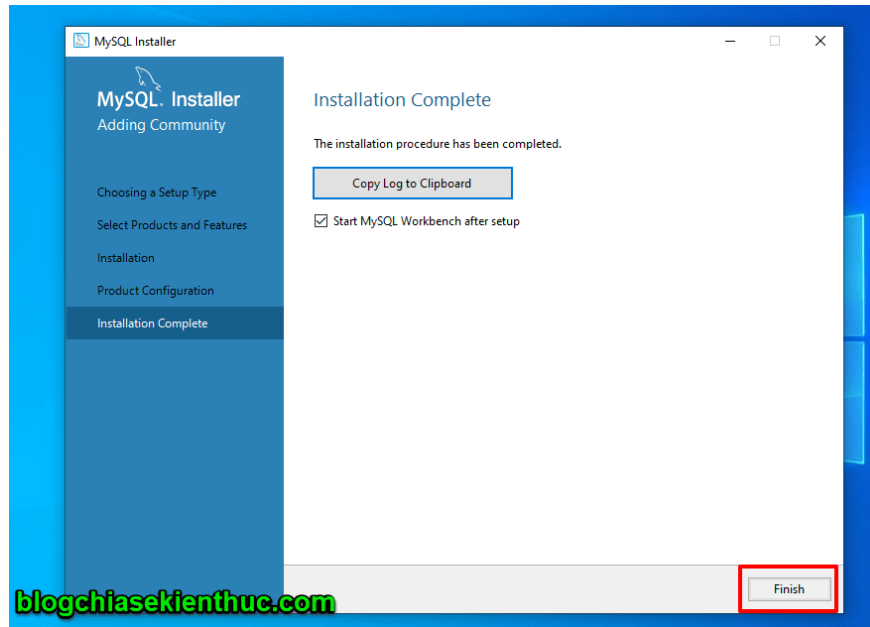 MySQL Installer
MySQL. Installer
Adding Community
Choosing a Setup Type
Select Products and Features
Installation
Product Configuration
Installation Complete
Installation Complete
The installation procedure has been completed.
Copy Log to Clipboard
Start MySQL Workbench after setup
Finish
blogchiasekienthuc.com